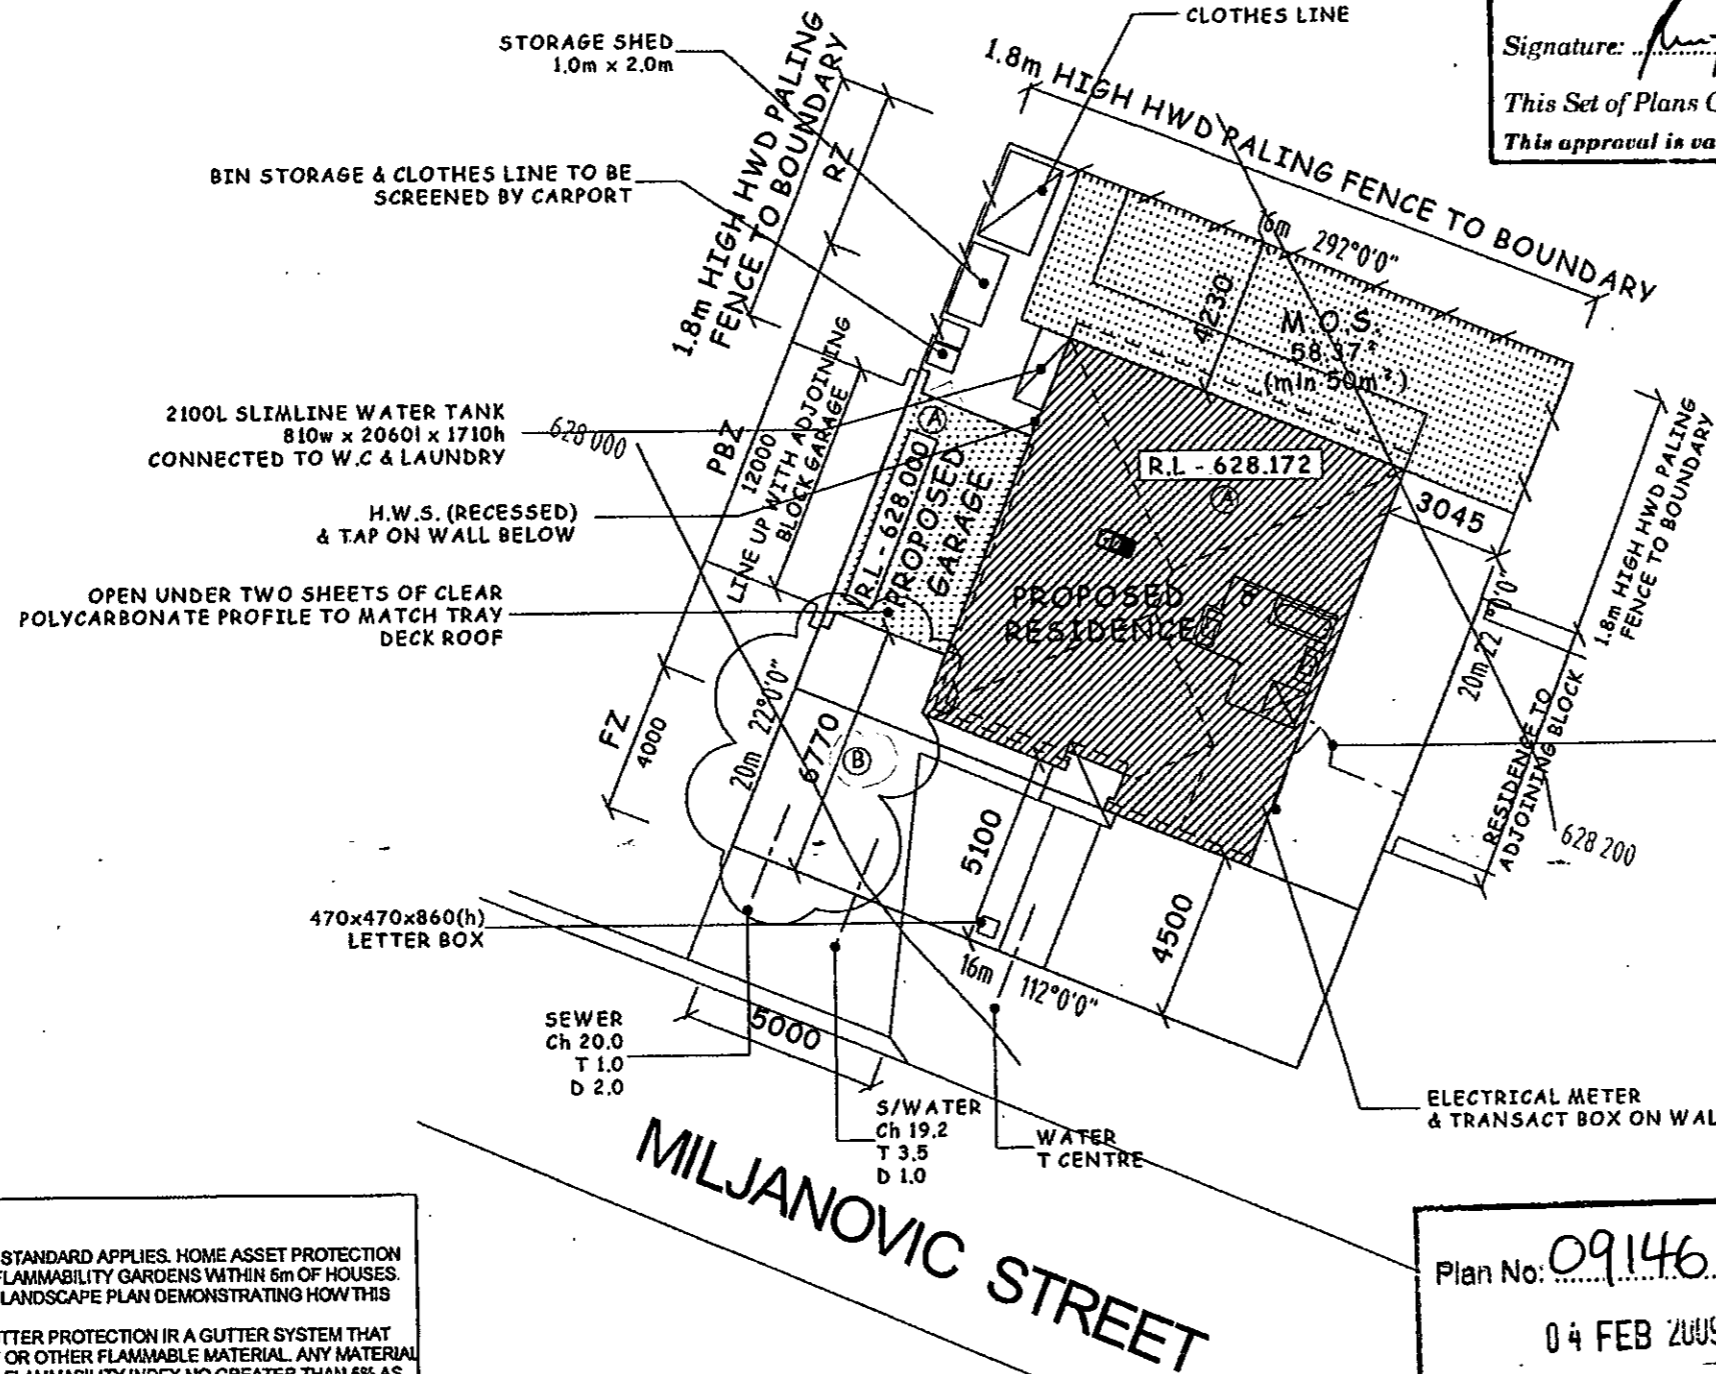 CLOTHES LINE
STORAGE SHED
1.0m x 2.0m
Signature:
This Set of Plans
This approval is va
1.8m HIGH HWD PALING
FENCE TO BOUNDARY
RZ
1.8m HIGH HWD PALING FENCE TO BOUNDARY
BIN STORAGE & CLOTHES LINE TO BE
SCREENED BY CARPORT
16m 292°0'0"
4230
M.O.S.
58.37²
(min 50m²)
2100L SLIMLINE WATER TANK
810w x 2060l x 1710h
CONNECTED TO W.C & LAUNDRY
628 000
PBZ
12000
LINE UP WITH ADJOINING
BLOCK GARAGE
A
R.L - 628.000
PROPOSED
GARAGE
R.L - 628.172
A
3045
1.8m HIGH HWD PALING
FENCE TO BOUNDARY
H.W.S. (RECESSED)
& TAP ON WALL BELOW
OPEN UNDER TWO SHEETS OF CLEAR
POLYCARBONATE PROFILE TO MATCH TRAY
DECK ROOF
PROPOSED
RESIDENCE
20m 22°0'0"
FZ
4000
20m 22°0'0"
6770
B
RESIDENCE TO
ADJOINING BLOCK
628 200
5100
4500
470x470x860(h)
LETTER BOX
16m 112°0'0"
5000
SEWER
Ch 20.0
T 1.0
D 2.0
S/WATER
Ch 19.2
T 3.5
D 1.0
WATER
T CENTRE
ELECTRICAL METER
& TRANSACT BOX ON WAL
MILJANOVIC STREET
STANDARD APPLIES. HOME ASSET PROTECTION
FLAMMABILITY GARDENS WITHIN 6m OF HOUSES.
LANDSCAPE PLAN DEMONSTRATING HOW THIS
TTER PROTECTION IR A GUTTER SYSTEM THAT
OR OTHER FLAMMABLE MATERIAL. ANY MATERIAL
FLAMMABILITY INDEX NO GREATER THAN 5% AS
Plan No: 09146
04 FEB 2009